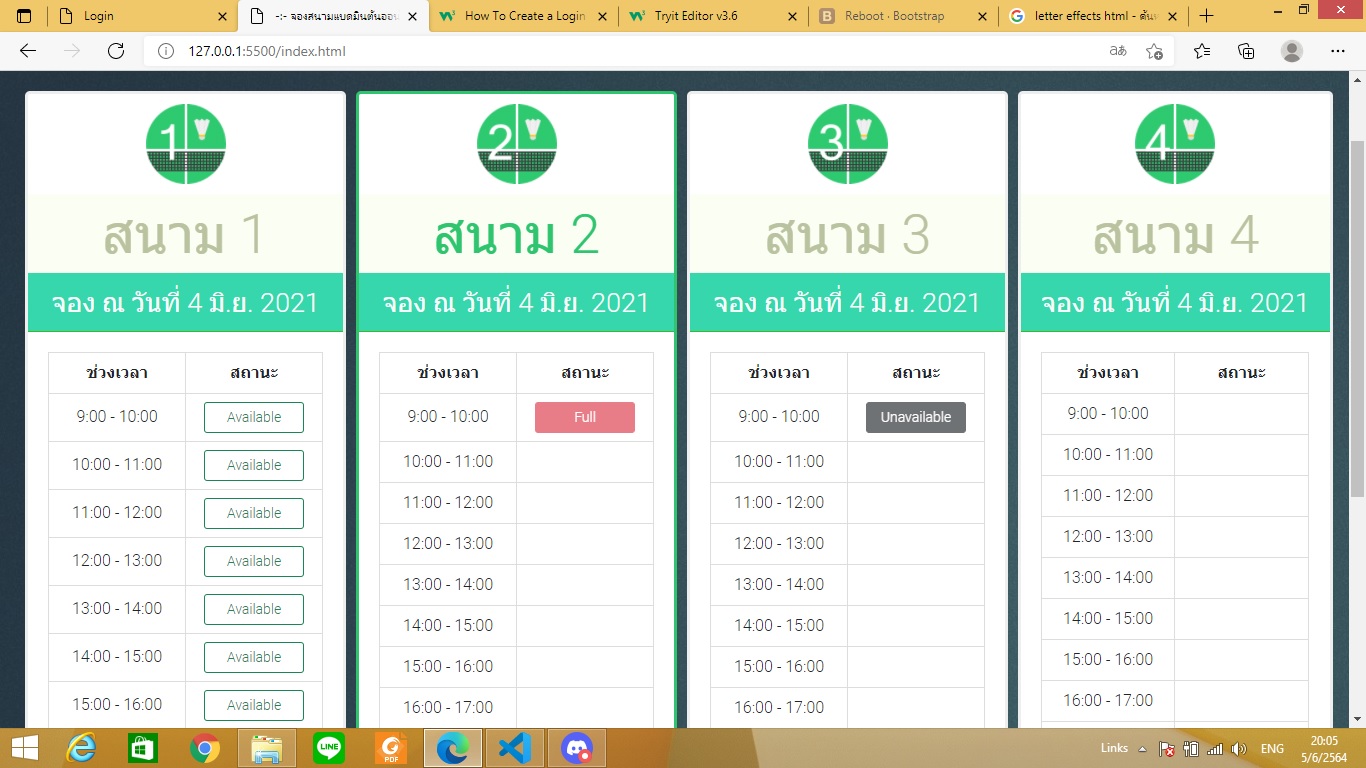 Login
-:- จองสนามแบดมินตันออน
How To Create a Login
Tryit Editor v3.6
Reboot · Bootstrap
letter effects html - ค้นห
127.0.0.1:5500/index.html
1
สนาม 1
จอง ณ วันที่ 4 มิ.ย. 2021
ช่วงเวลา สถานะ
9:00 - 10:00 Available
10:00 - 11:00 Available
11:00 - 12:00 Available
12:00 - 13:00 Available
13:00 - 14:00 Available
14:00 - 15:00 Available
15:00 - 16:00 Available
2
สนาม 2
จอง ณ วันที่ 4 มิ.ย. 2021
ช่วงเวลา สถานะ
9:00 - 10:00 Full
10:00 - 11:00
11:00 - 12:00
12:00 - 13:00
13:00 - 14:00
14:00 - 15:00
15:00 - 16:00
16:00 - 17:00
3
สนาม 3
จอง ณ วันที่ 4 มิ.ย. 2021
ช่วงเวลา สถานะ
9:00 - 10:00 Unavailable
10:00 - 11:00
11:00 - 12:00
12:00 - 13:00
13:00 - 14:00
14:00 - 15:00
15:00 - 16:00
16:00 - 17:00
4
สนาม 4
จอง ณ วันที่ 4 มิ.ย. 2021
ช่วงเวลา สถานะ
9:00 - 10:00
10:00 - 11:00
11:00 - 12:00
12:00 - 13:00
13:00 - 14:00
14:00 - 15:00
15:00 - 16:00
16:00 - 17:00
LINE
PDF
Links
ENG
20:05
5/6/2564